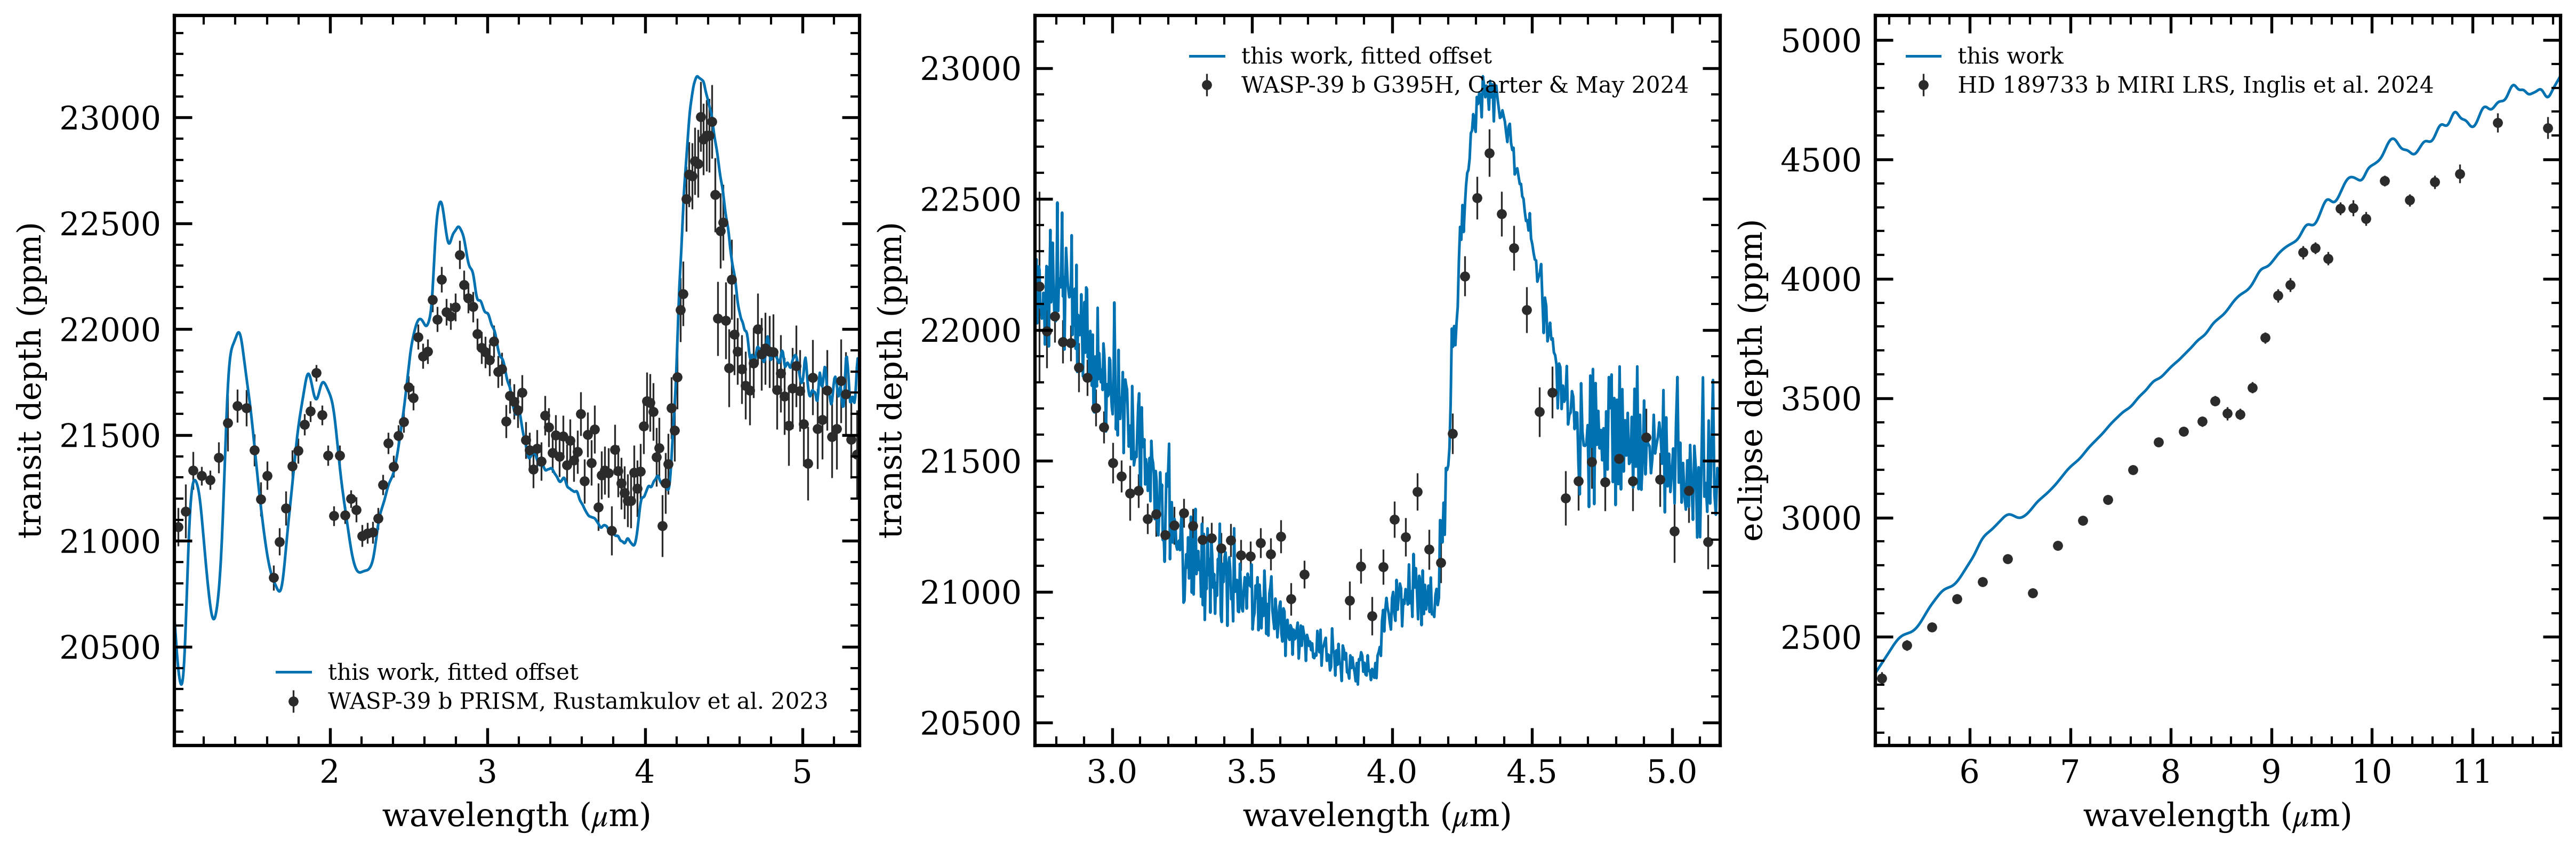 transit depth (ppm)
23000
22500
22000
21500
21000
20500
this work, fitted offset
WASP-39 b PRISM, Rustamkulov et al. 2023
2 3 4 5
wavelength (μm)
transit depth (ppm)
23000
22500
22000
21500
21000
20500
this work, fitted offset
WASP-39 b G395H, Carter & May 2024
3.0 3.5 4.0 4.5 5.0
wavelength (μm)
eclipse depth (ppm)
5000
4500
4000
3500
3000
2500
this work
HD 189733 b MIRI LRS, Inglis et al. 2024
6 7 8 9 10 11
wavelength (μm)